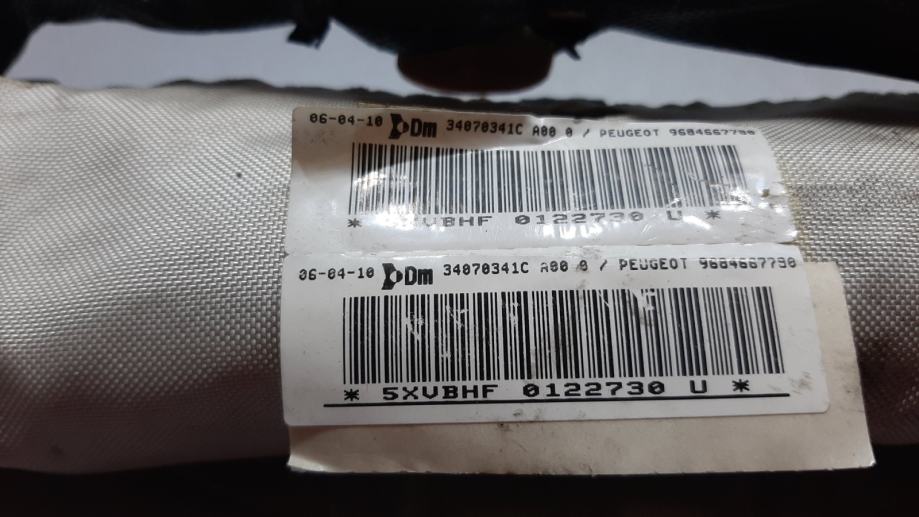 06-04-10 Dm 34070341C A00 0 / PEUGEOT 9684667780
* 5XVBHF 0122730 U *
06-04-10 Dm 34070341C A00 0 / PEUGEOT 9684667780
* 5XVBHF 0122730 U *